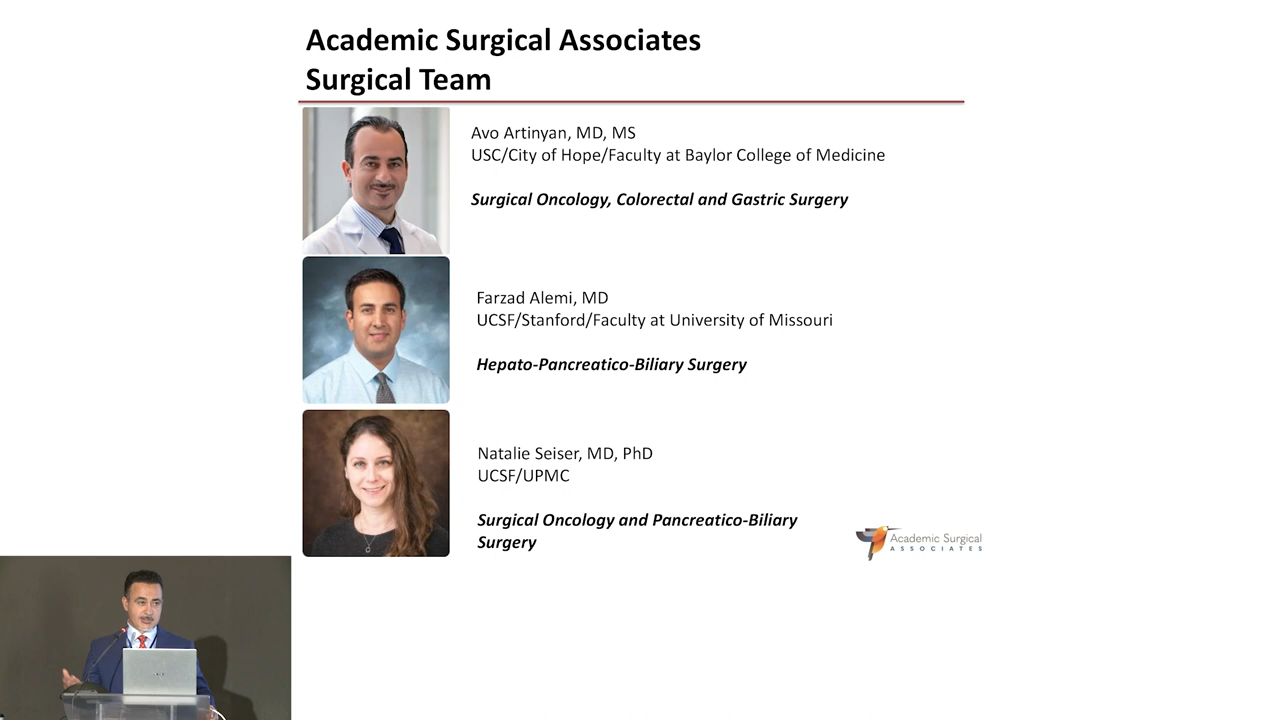 Academic Surgical Associates
Surgical Team
Avo Artinyan, MD, MS
USC/City of Hope/Faculty at Baylor College of Medicine
Surgical Oncology, Colorectal and Gastric Surgery
Farzad Alemi, MD
UCSF/Stanford/Faculty at University of Missouri
Hepato-Pancreatico-Biliary Surgery
Natalie Seiser, MD, PhD
UCSF/UPMC
Surgical Oncology and Pancreatico-Biliary
Surgery
Academic Surgical
ASSOCIATES